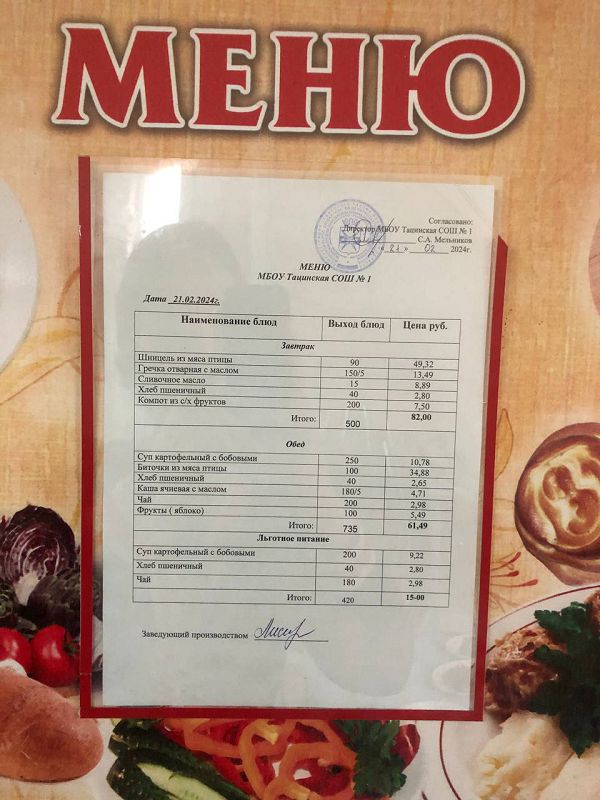 МЕНЮ
Согласовано:
Директор МБОУ Тацинская СОШ № 1
С.А. Мельников
« 21 » 02 2024г.
МЕНЮ
МБОУ Тацинская СОШ № 1
Дата 21.02.2024г.
Наименование блюд Выход блюд Цена руб.
Завтрак
Шницель из мяса птицы 90 49,32
Гречка отварная с маслом 150/5 13,49
Сливочное масло 15 8,89
Хлеб пшеничный 40 2,80
Компот из с/х фруктов 200 7,50
Итого: 500 82,00
Обед
Суп картофельный с бобовыми 250 10,78
Биточки из мяса птицы 100 34,88
Хлеб пшеничный 40 2,65
Каша ячневая с маслом 180/5 4,71
Чай 200 2,98
Фрукты ( яблоко) 100 5,49
Итого: 735 61,49
Льготное питание
Суп картофельный с бобовыми 200 9,22
Хлеб пшеничный 40 2,80
Чай 180 2,98
Итого: 420 15-00
Заведующий производством